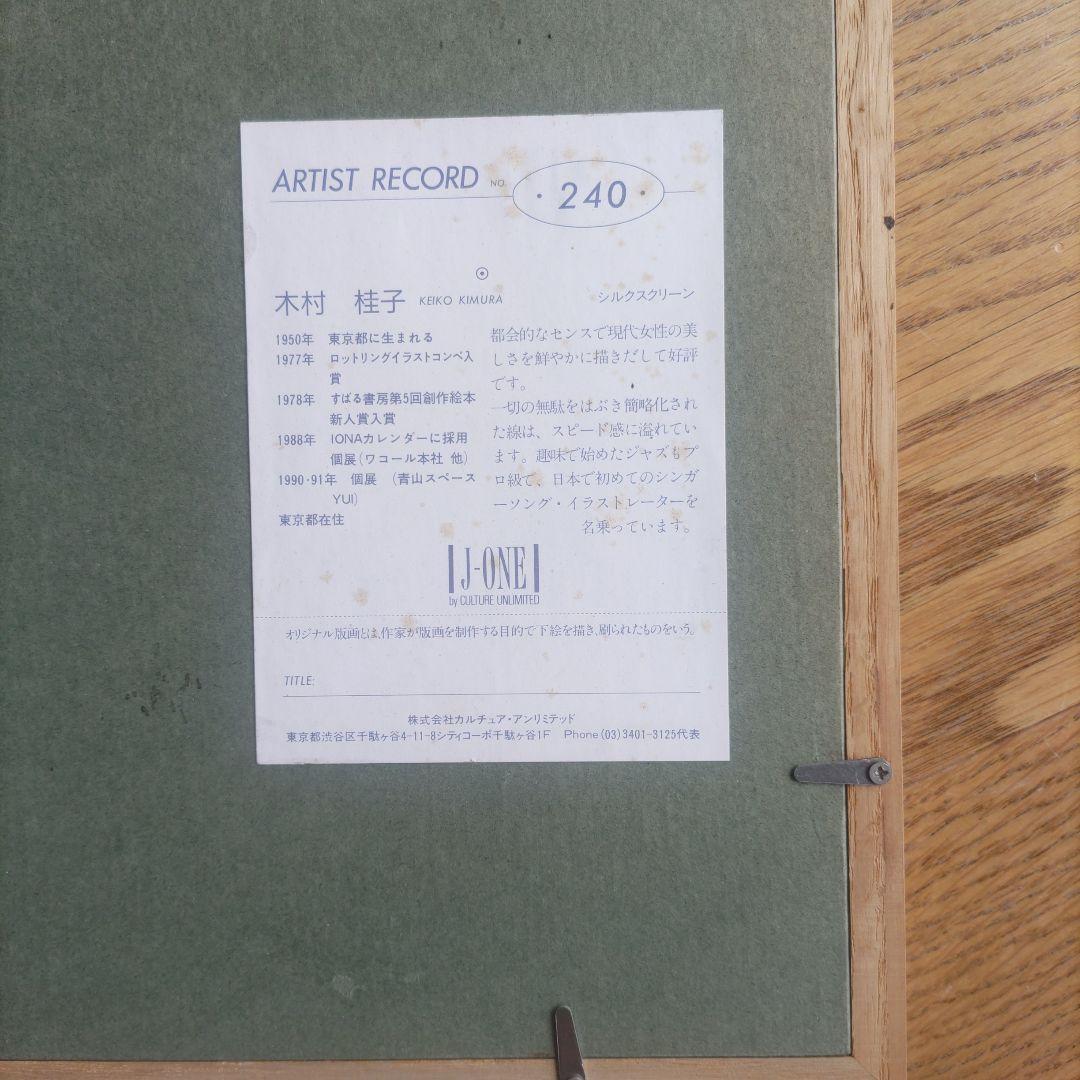 ARTIST RECORD NO. ・240・
木村 桂子 KEIKO KIMURA シルクスクリーン
1950年 東京都に生まれる
1977年 ロットリングイラストコンペ入
賞
1978年 すばる書房第5回創作絵本
新人賞入賞
1988年 IONAカレンダーに採用
個展(ワコール本社 他)
1990・91年 個展 (青山スペース
YUI)
東京都在住
都会的なセンスで現代女性の美
しさを鮮やかに描きだして好評
です。
一切の無駄をはぶき簡略化され
た線は、スピード感に溢れてい
ます。趣味で始めたジャズもプ
ロ級で、日本で初めてのシンガ
ーソング・イラストレーターを
名乗っています。
J-ONE
by CULTURE UNLIMITED
オリジナル版画とは、作家が版画を制作する目的で下絵を描き、刷られたものをいう。
TITLE:
株式会社カルチュア・アンリミテッド
東京都渋谷区千駄ヶ谷4-11-8シティコーポ千駄ヶ谷1F Phone(03)3401-3125代表